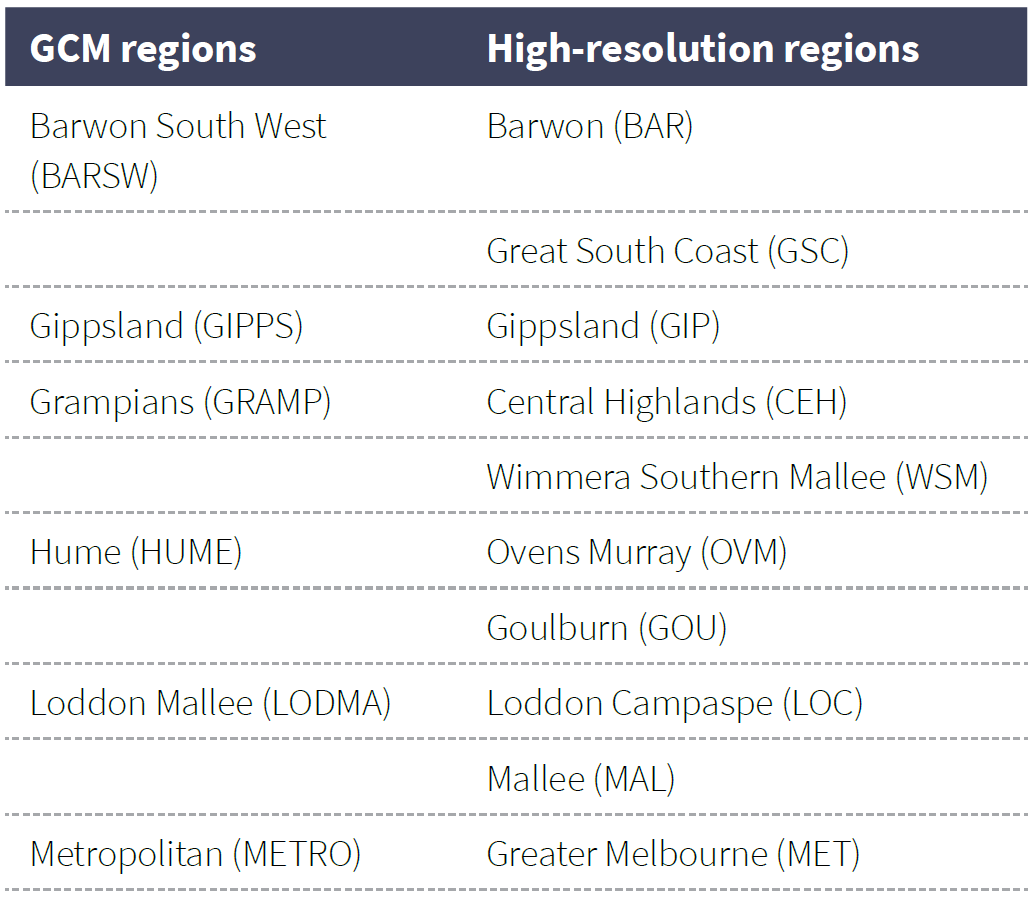 GCM regions High-resolution regions
Barwon South West Barwon (BAR)
(BARSW)
Great South Coast (GSC)
Gippsland (GIPPS) Gippsland (GIP)
Grampians (GRAMP) Central Highlands (CEH)
Wimmera Southern Mallee (WSM)
Hume (HUME) Ovens Murray (OVM)
Goulburn (GOU)
Loddon Mallee (LODMA) Loddon Campaspe (LOC)
Mallee (MAL)
Metropolitan (METRO) Greater Melbourne (MET)